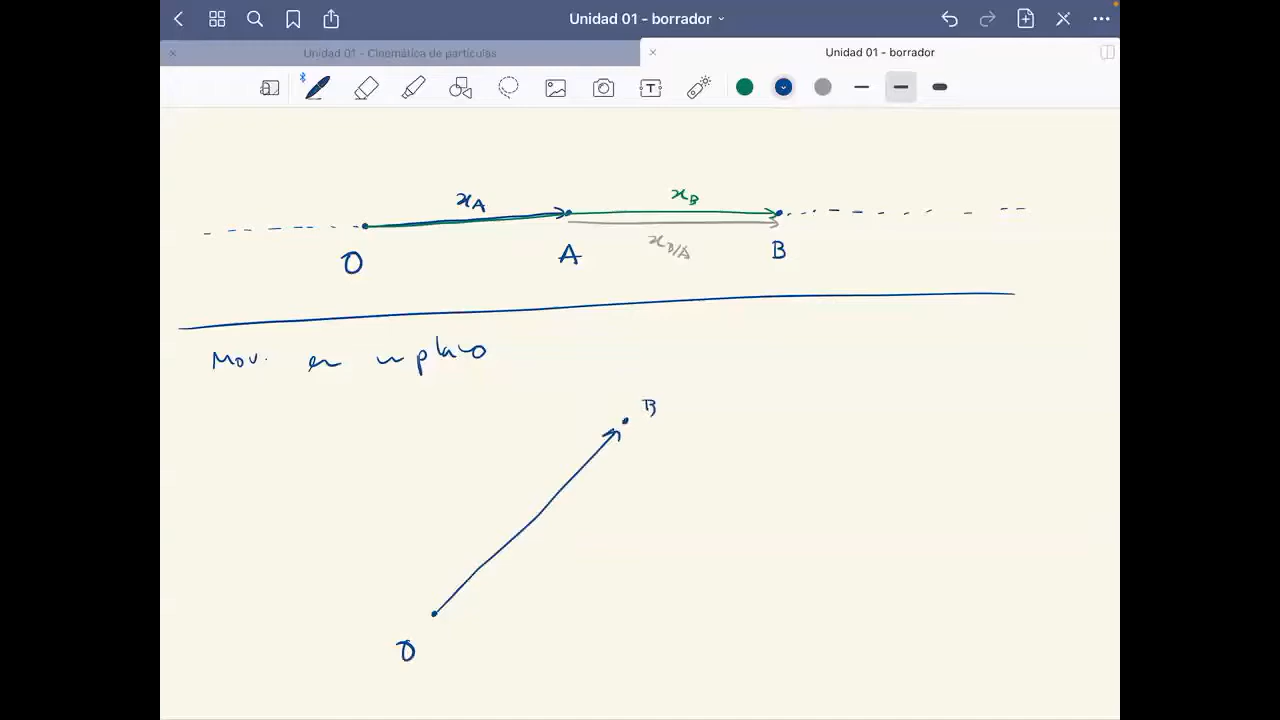 Unidad 01 - borrador
Unidad 01 - Cinemática de partículas
Unidad 01 - borrador
T
x_A
x_B
x_B/A
O
A
B
Mov. en un plano
B
O